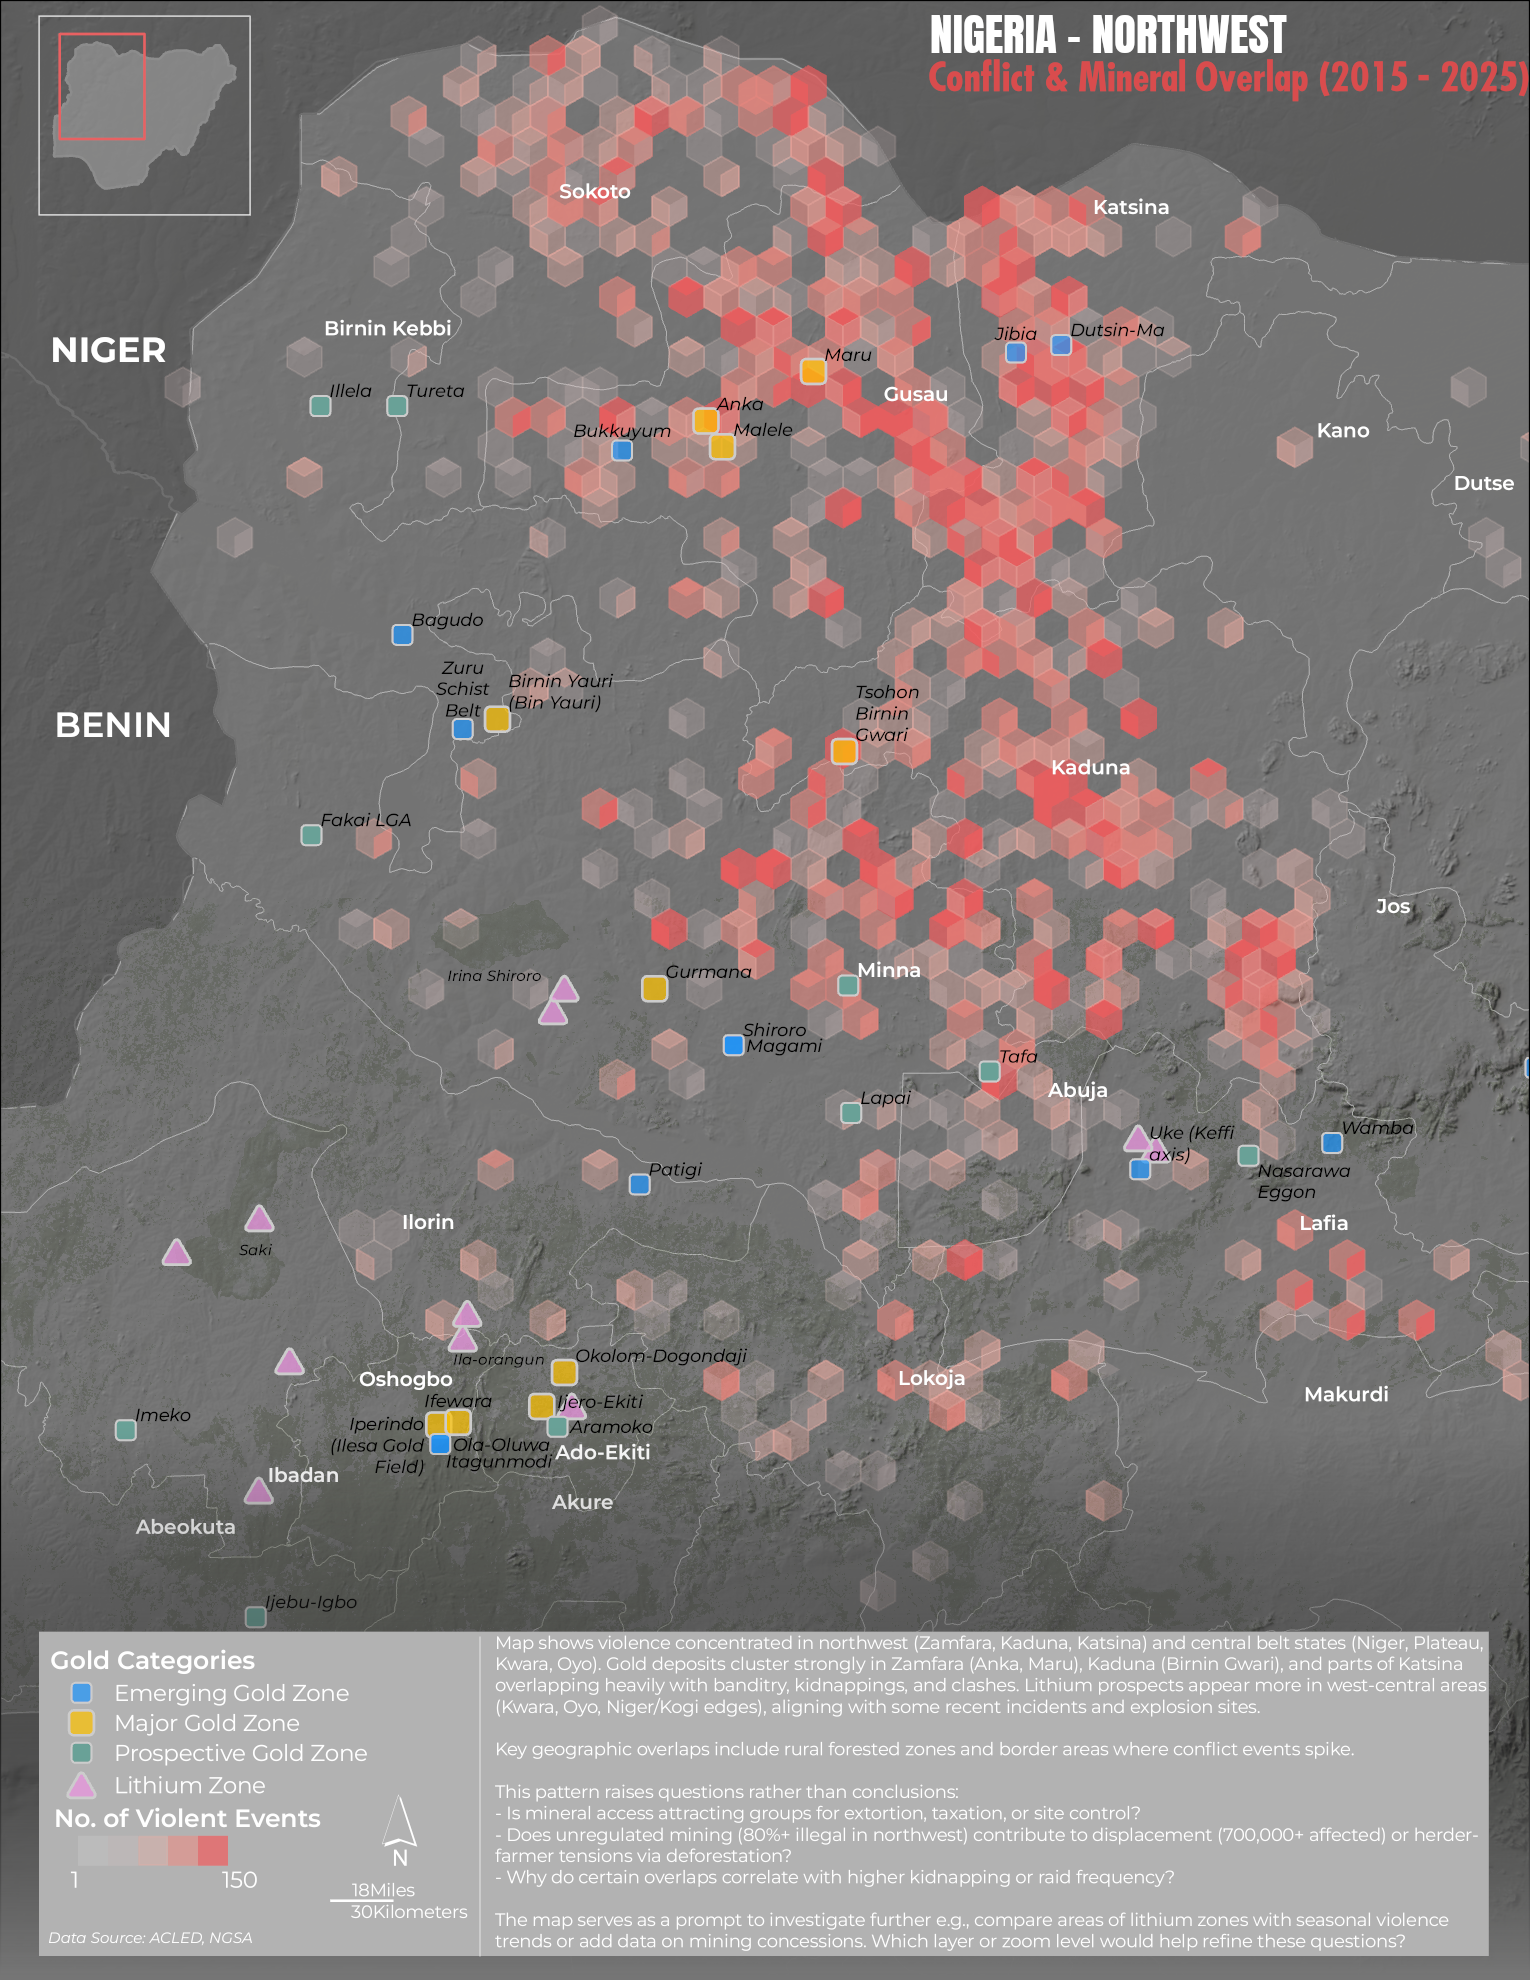 NIGERIA - NORTHWEST
Conflict & Mineral Overlap (2015 - 2025)
Sokoto
Katsina
Birnin Kebbi
NIGER
Jibia
Dutsin-Ma
Maru
Illela
Tureta
Gusau
Anka
Bukkuyum
Malele
Kano
Dutse
Bagudo
Zuru
Schist
Belt
Birnin Yauri
(Bin Yauri)
Tsohon
Birnin
Gwari
BENIN
Kaduna
Fakai LGA
Jos
Irina Shiroro
Gurmana
Minna
Shiroro
Magami
Tafa
Abuja
Lapai
Uke (Keffi
axis)
Wamba
Patigi
Nasarawa
Eggon
Ilorin
Lafia
Saki
Ila-orangun
Okolom-Dogondaji
Oshogbo
Lokoja
Makurdi
Ifewara
Ijero-Ekiti
Imeko
Iperindo
(Ilesa Gold
Field)
Aramoko
Ola-Oluwa
Itagunmodi
Ado-Ekiti
Ibadan
Akure
Abeokuta
Ijebu-Igbo
Gold Categories
Emerging Gold Zone
Major Gold Zone
Prospective Gold Zone
Lithium Zone
No. of Violent Events
1
150
N
18Miles
30Kilometers
Data Source: ACLED, NGSA
Map shows violence concentrated in northwest (Zamfara, Kaduna, Katsina) and central belt states (Niger, Plateau,
Kwara, Oyo). Gold deposits cluster strongly in Zamfara (Anka, Maru), Kaduna (Birnin Gwari), and parts of Katsina
overlapping heavily with banditry, kidnappings, and clashes. Lithium prospects appear more in west-central areas
(Kwara, Oyo, Niger/Kogi edges), aligning with some recent incidents and explosion sites.
Key geographic overlaps include rural forested zones and border areas where conflict events spike.
This pattern raises questions rather than conclusions:
- Is mineral access attracting groups for extortion, taxation, or site control?
- Does unregulated mining (80%+ illegal in northwest) contribute to displacement (700,000+ affected) or herder-
farmer tensions via deforestation?
- Why do certain overlaps correlate with higher kidnapping or raid frequency?
The map serves as a prompt to investigate further e.g., compare areas of lithium zones with seasonal violence
trends or add data on mining concessions. Which layer or zoom level would help refine these questions?